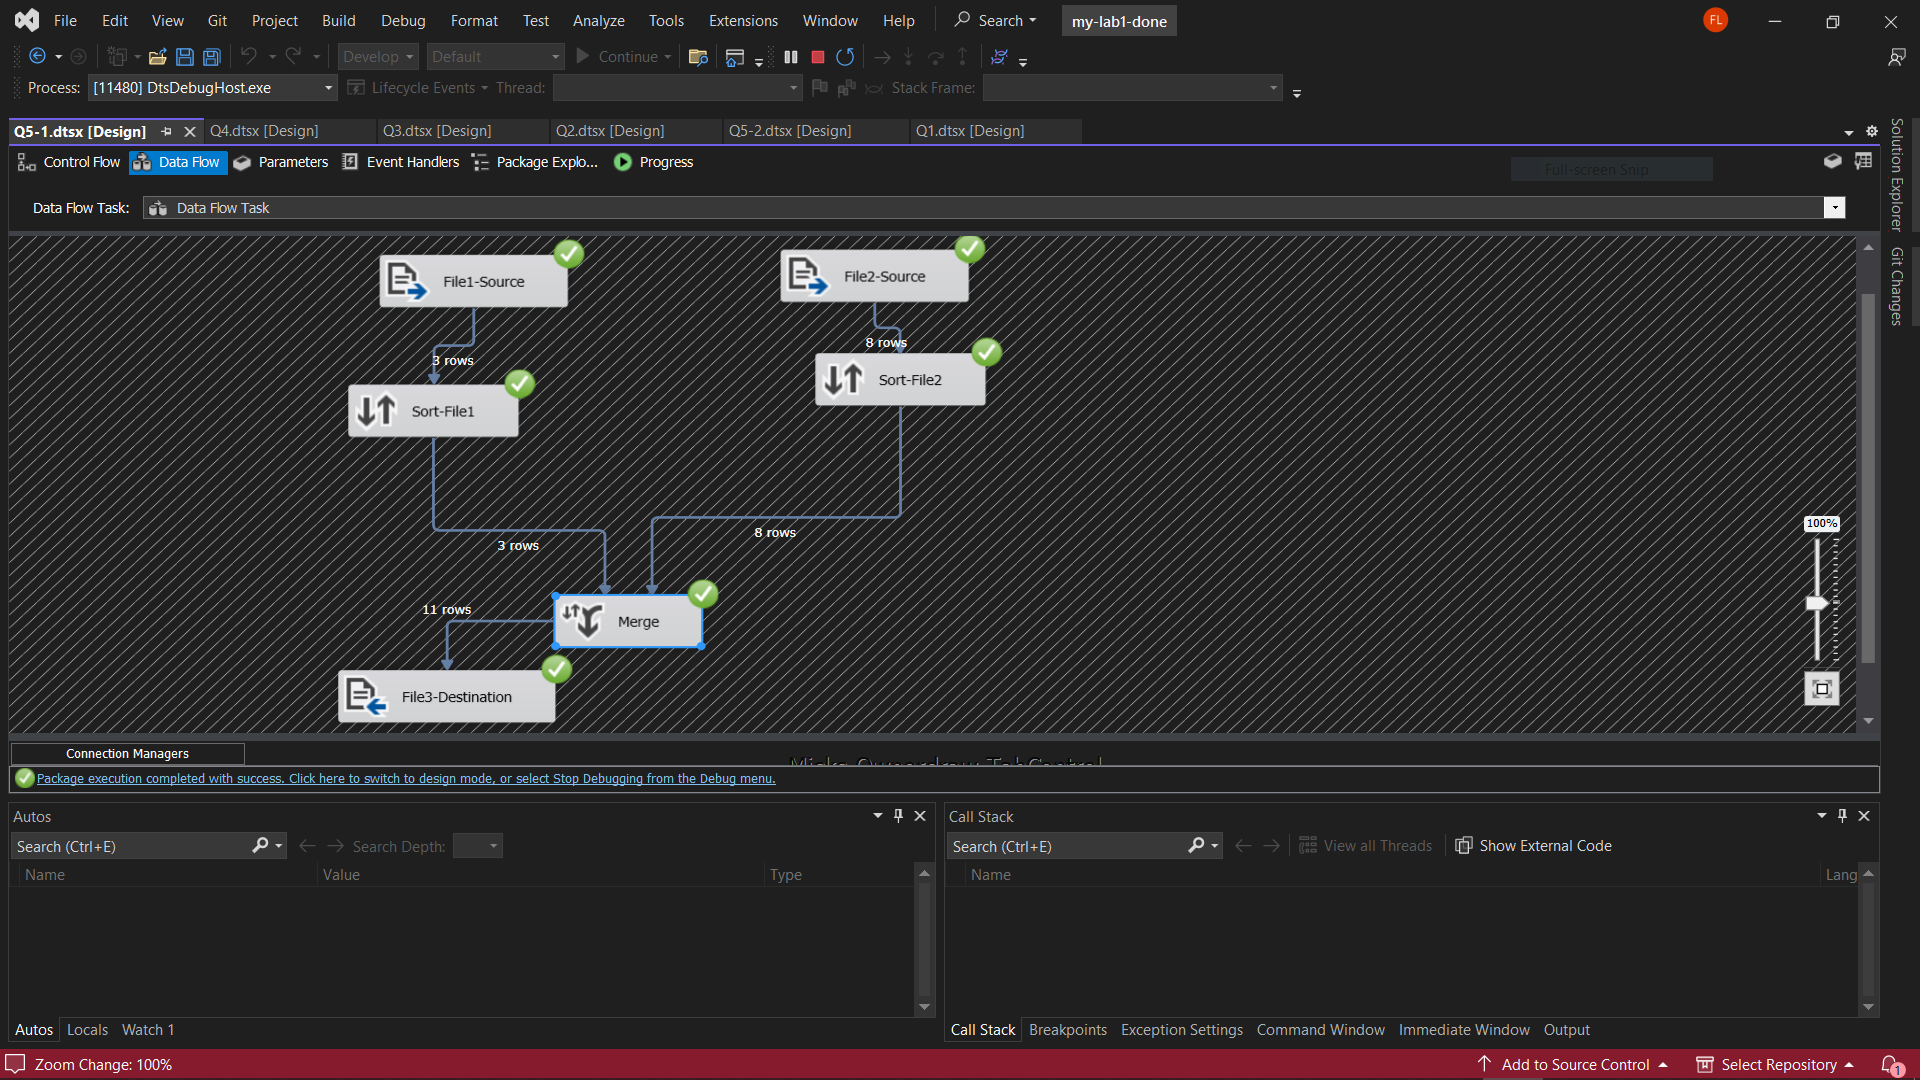 File Edit View Git Project Build Debug Format Test Analyze Tools Extensions Window Help Search my-lab1-done FL
Develop Default Continue
Process: [11480] DtsDebugHost.exe Lifecycle Events Thread: Stack Frame:
Q5-1.dtsx [Design] Q4.dtsx [Design] Q3.dtsx [Design] Q2.dtsx [Design] Q5-2.dtsx [Design] Q1.dtsx [Design]
Control Flow Data Flow Parameters Event Handlers Package Explo... Progress
Full-screen Snip
Data Flow Task: Data Flow Task
Solution Explorer
Git Changes
File1-Source
File2-Source
3 rows
8 rows
Sort-File1
Sort-File2
3 rows
8 rows
100%
11 rows
Merge
File3-Destination
Connection Managers
Package execution completed with success. Click here to switch to design mode, or select Stop Debugging from the Debug menu.
Autos
Search (Ctrl+E) Search Depth:
Name Value Type
Autos Locals Watch 1
Call Stack
Search (Ctrl+E) View all Threads Show External Code
Name Lang
Call Stack Breakpoints Exception Settings Command Window Immediate Window Output
Zoom Change: 100% Add to Source Control Select Repository 1